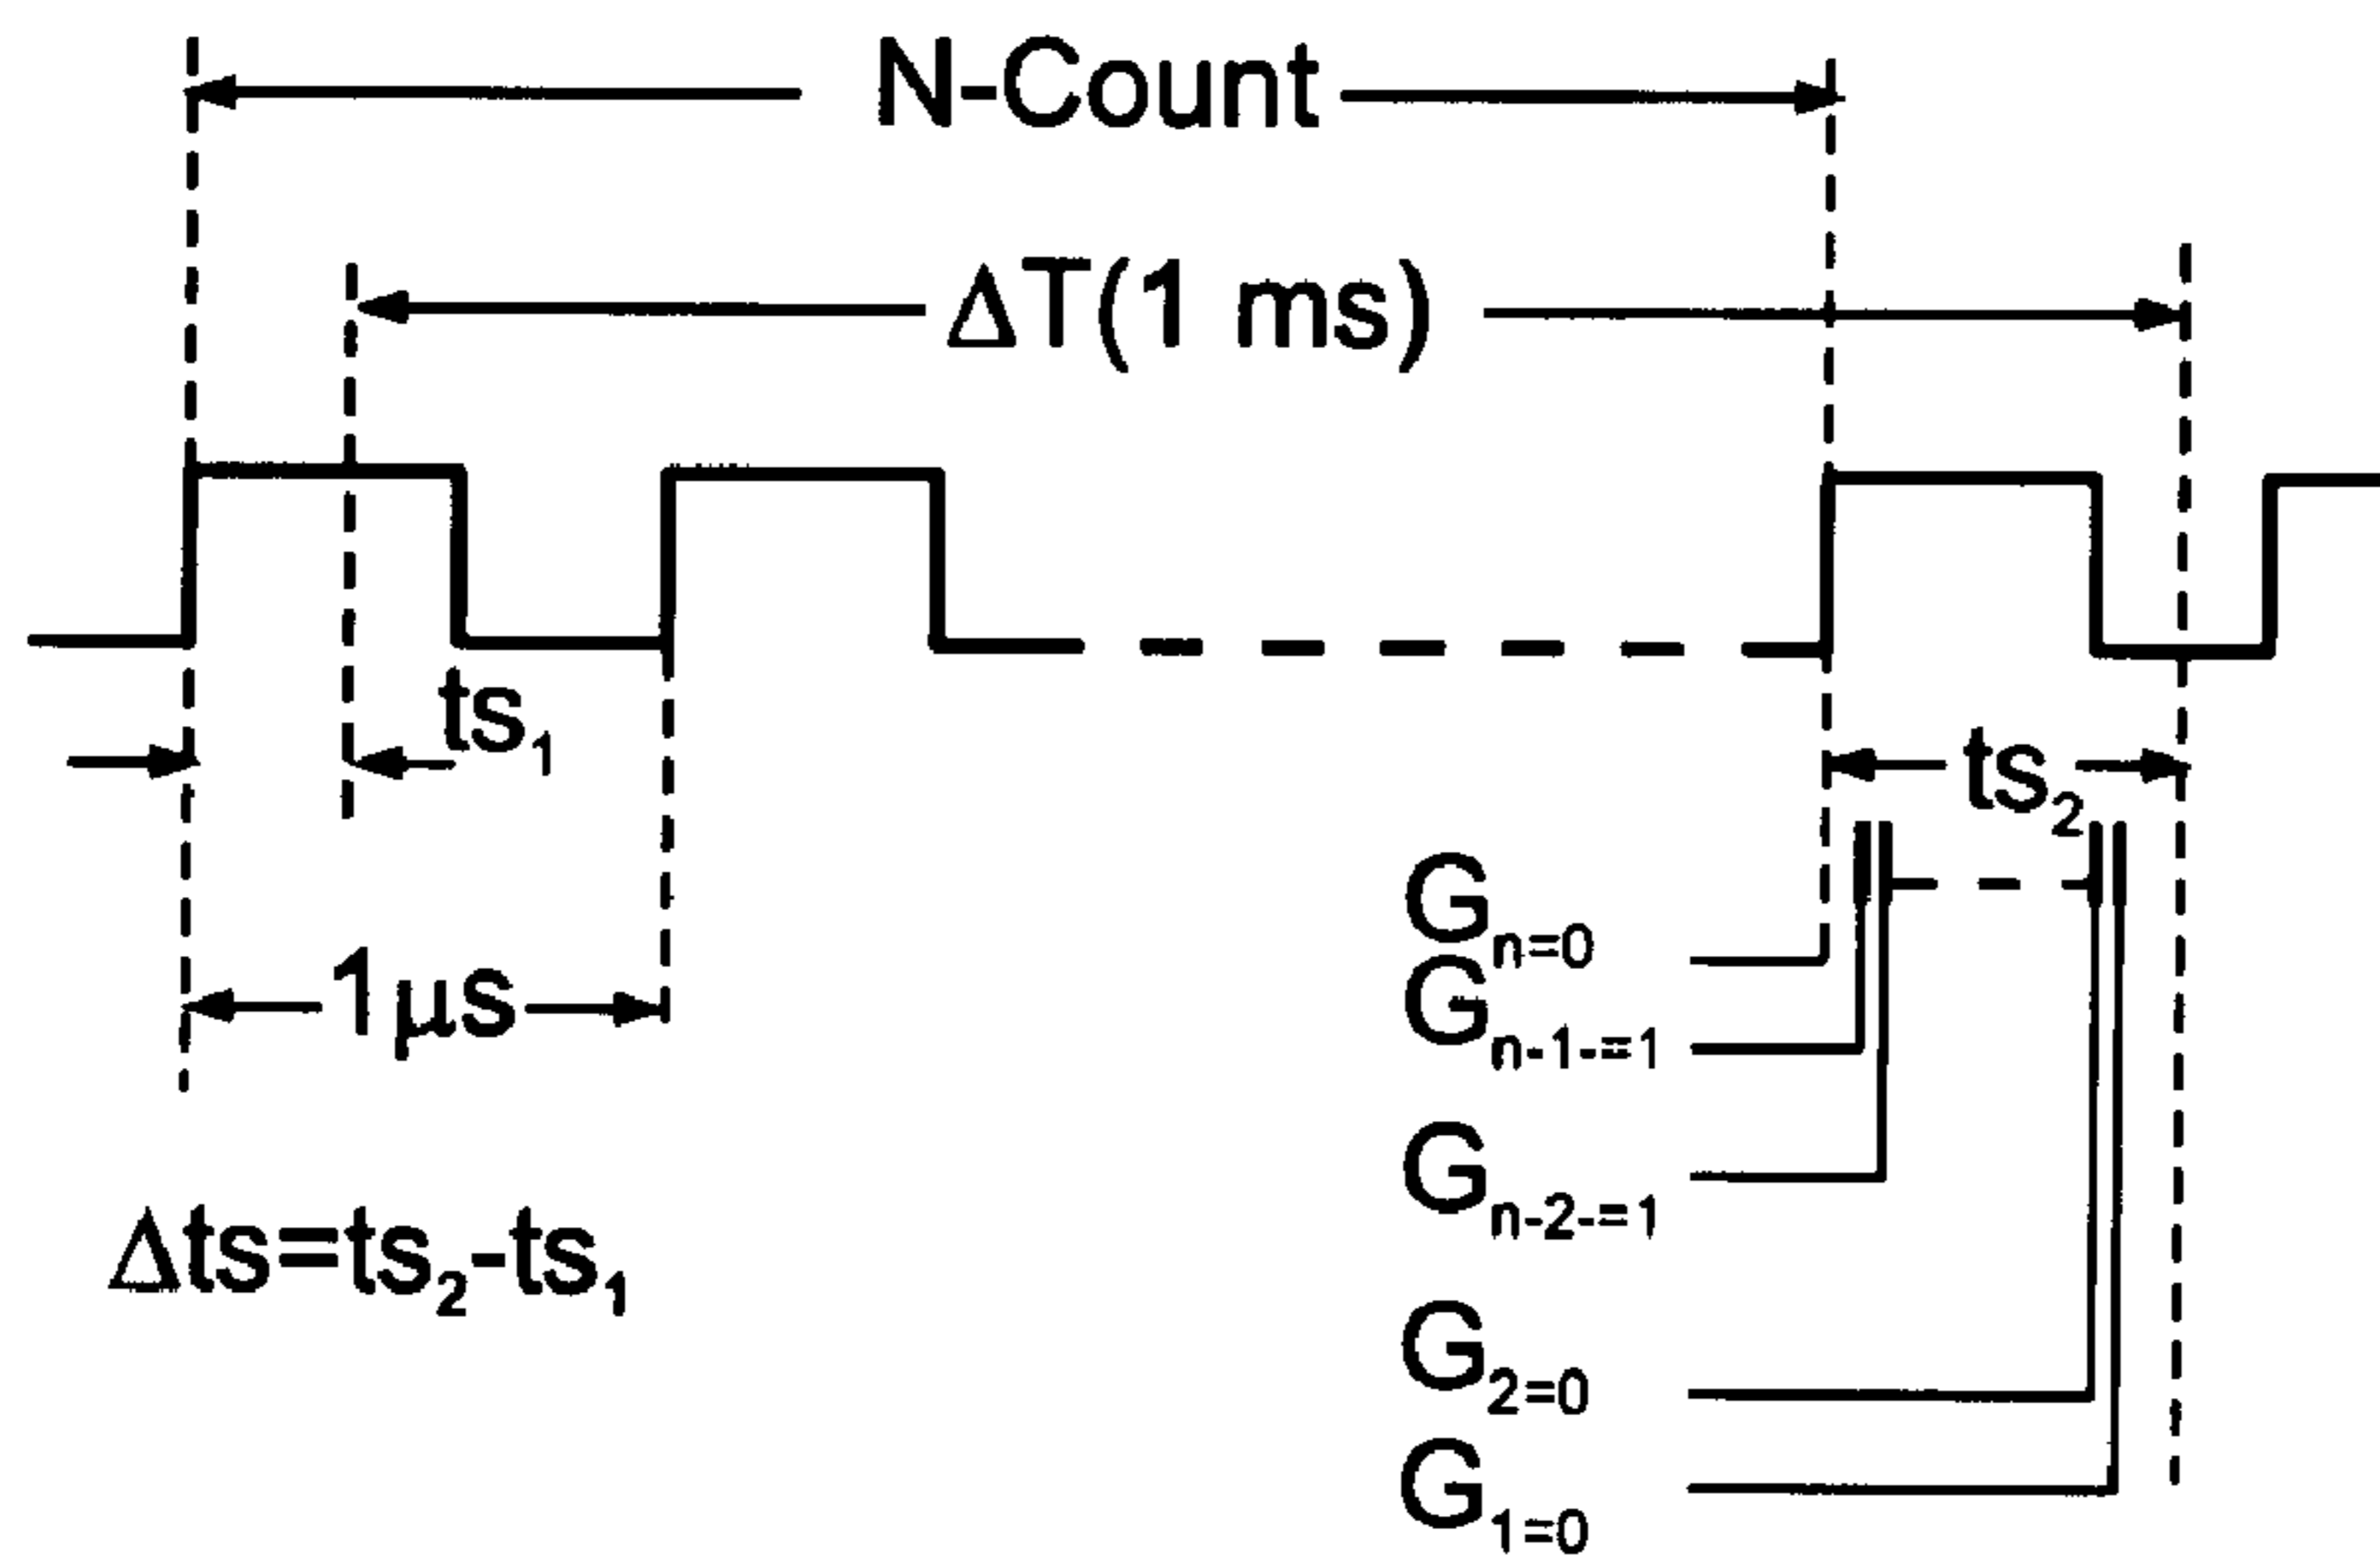 N-Count
ΔT(1 ms)
ts₁
ts₂
1μs
Gₙ₌₀
Gₙ₋₁₋₌₁
Gₙ₋₂₋₌₁
Δts=ts₂-ts₁
G₂₌₀
G₁₌₀